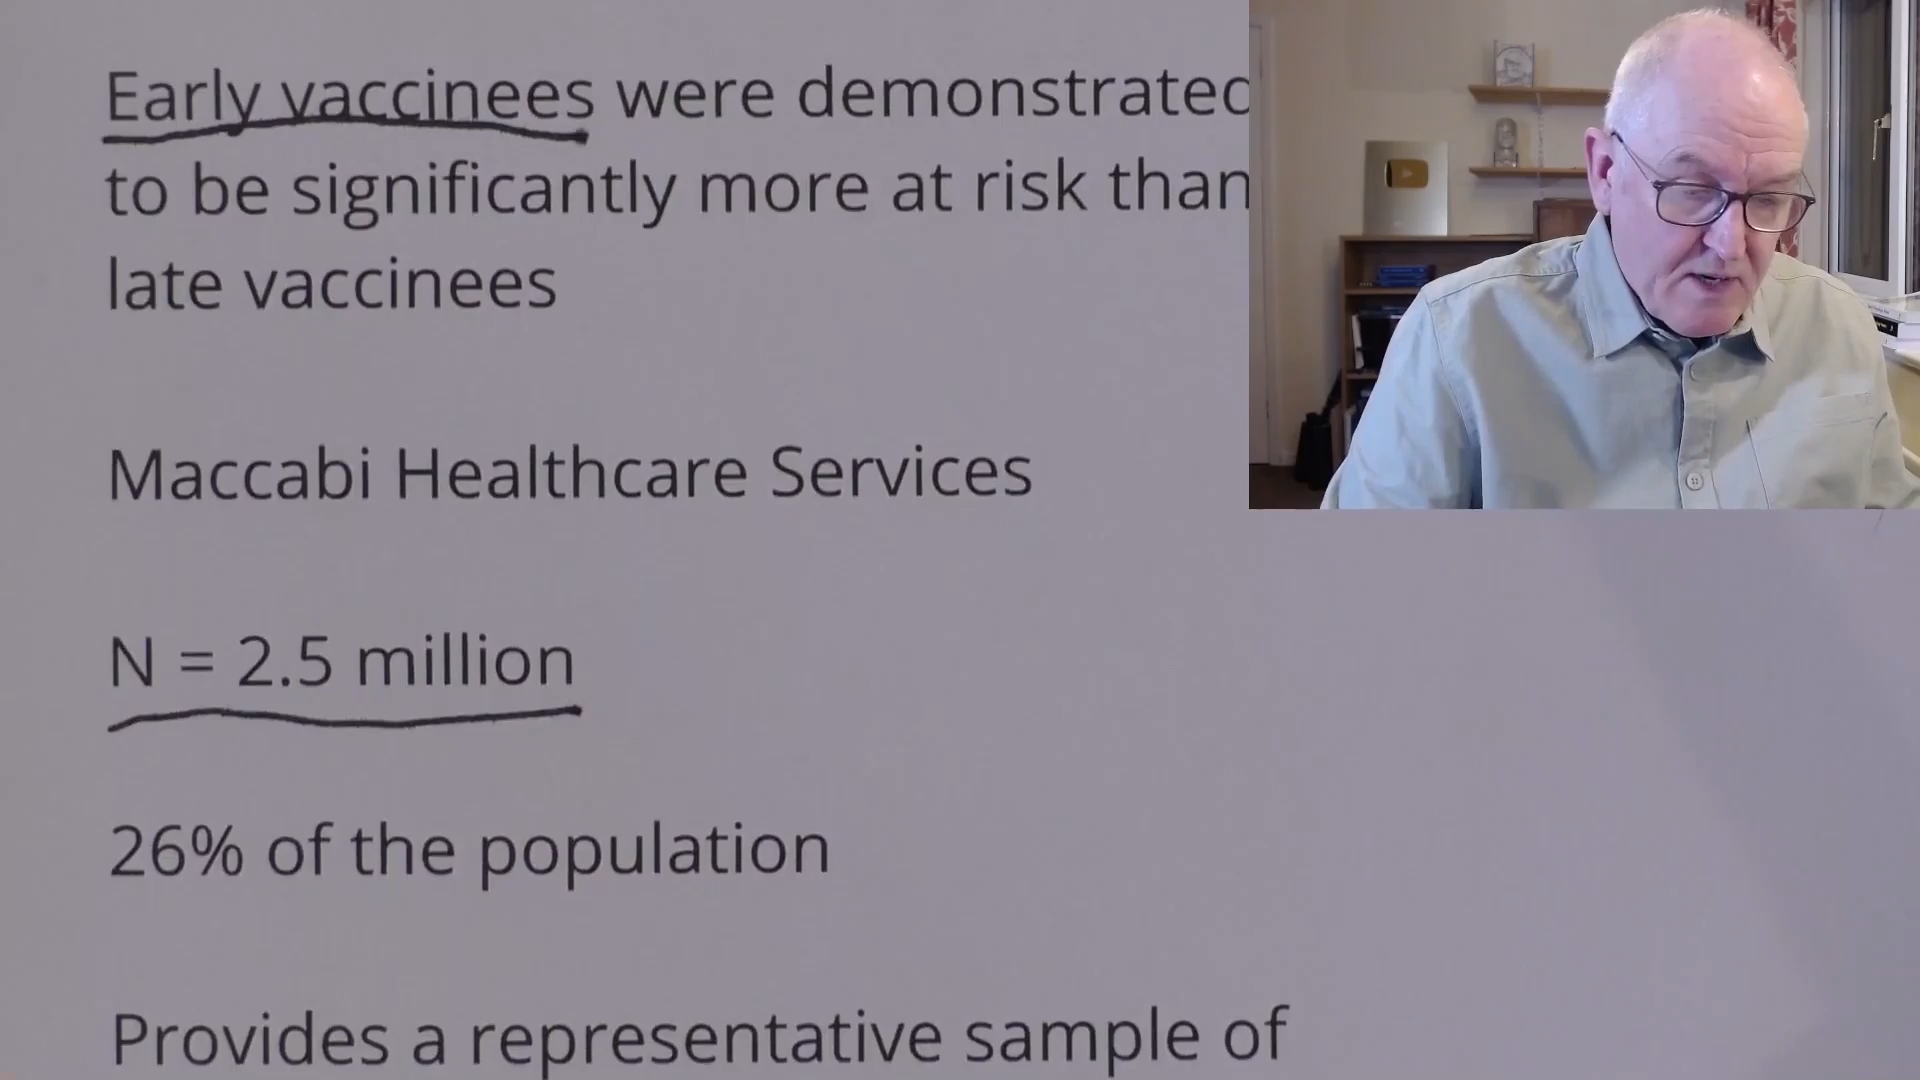 Early vaccinees were demonstrated
to be significantly more at risk than
late vaccinees
Maccabi Healthcare Services
N = 2.5 million
26% of the population
Provides a representative sample of